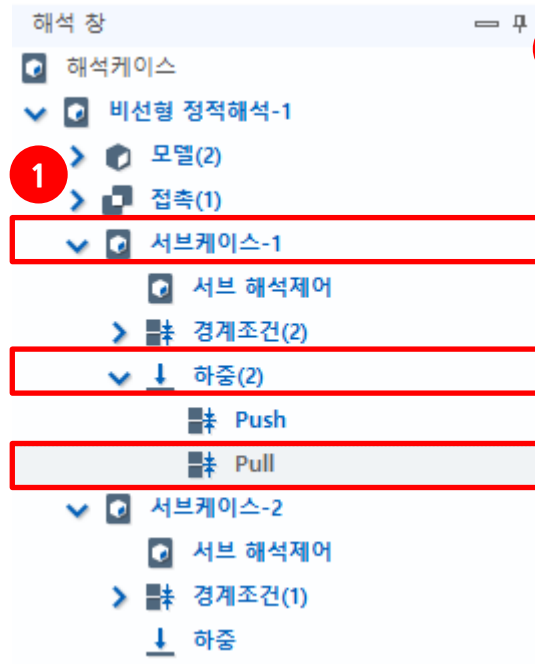 해석 창
해석케이스
비선형 정적해석-1
모델(2)
1
접촉(1)
서브케이스-1
서브 해석제어
경계조건(2)
하중(2)
Push
Pull
서브케이스-2
서브 해석제어
경계조건(1)
하중